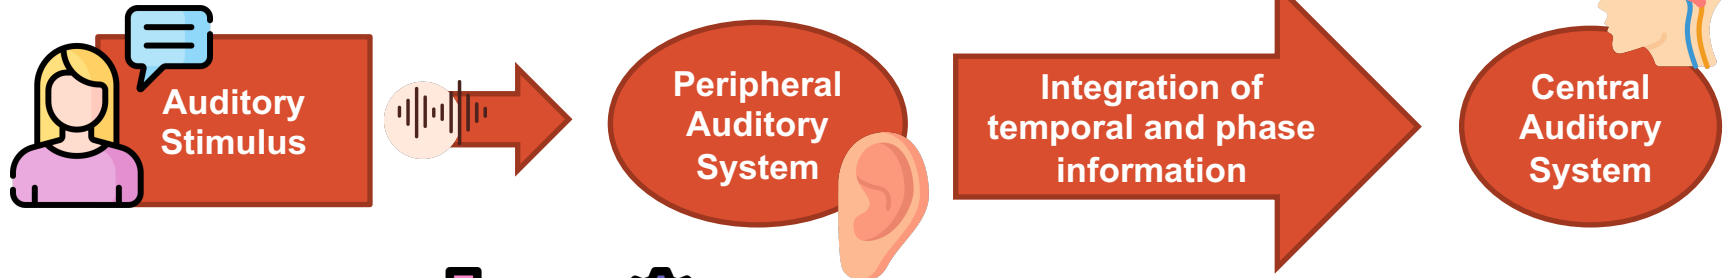 Auditory
Stimulus
Peripheral
Auditory
System
Integration of
temporal and phase
information
Central
Auditory
System